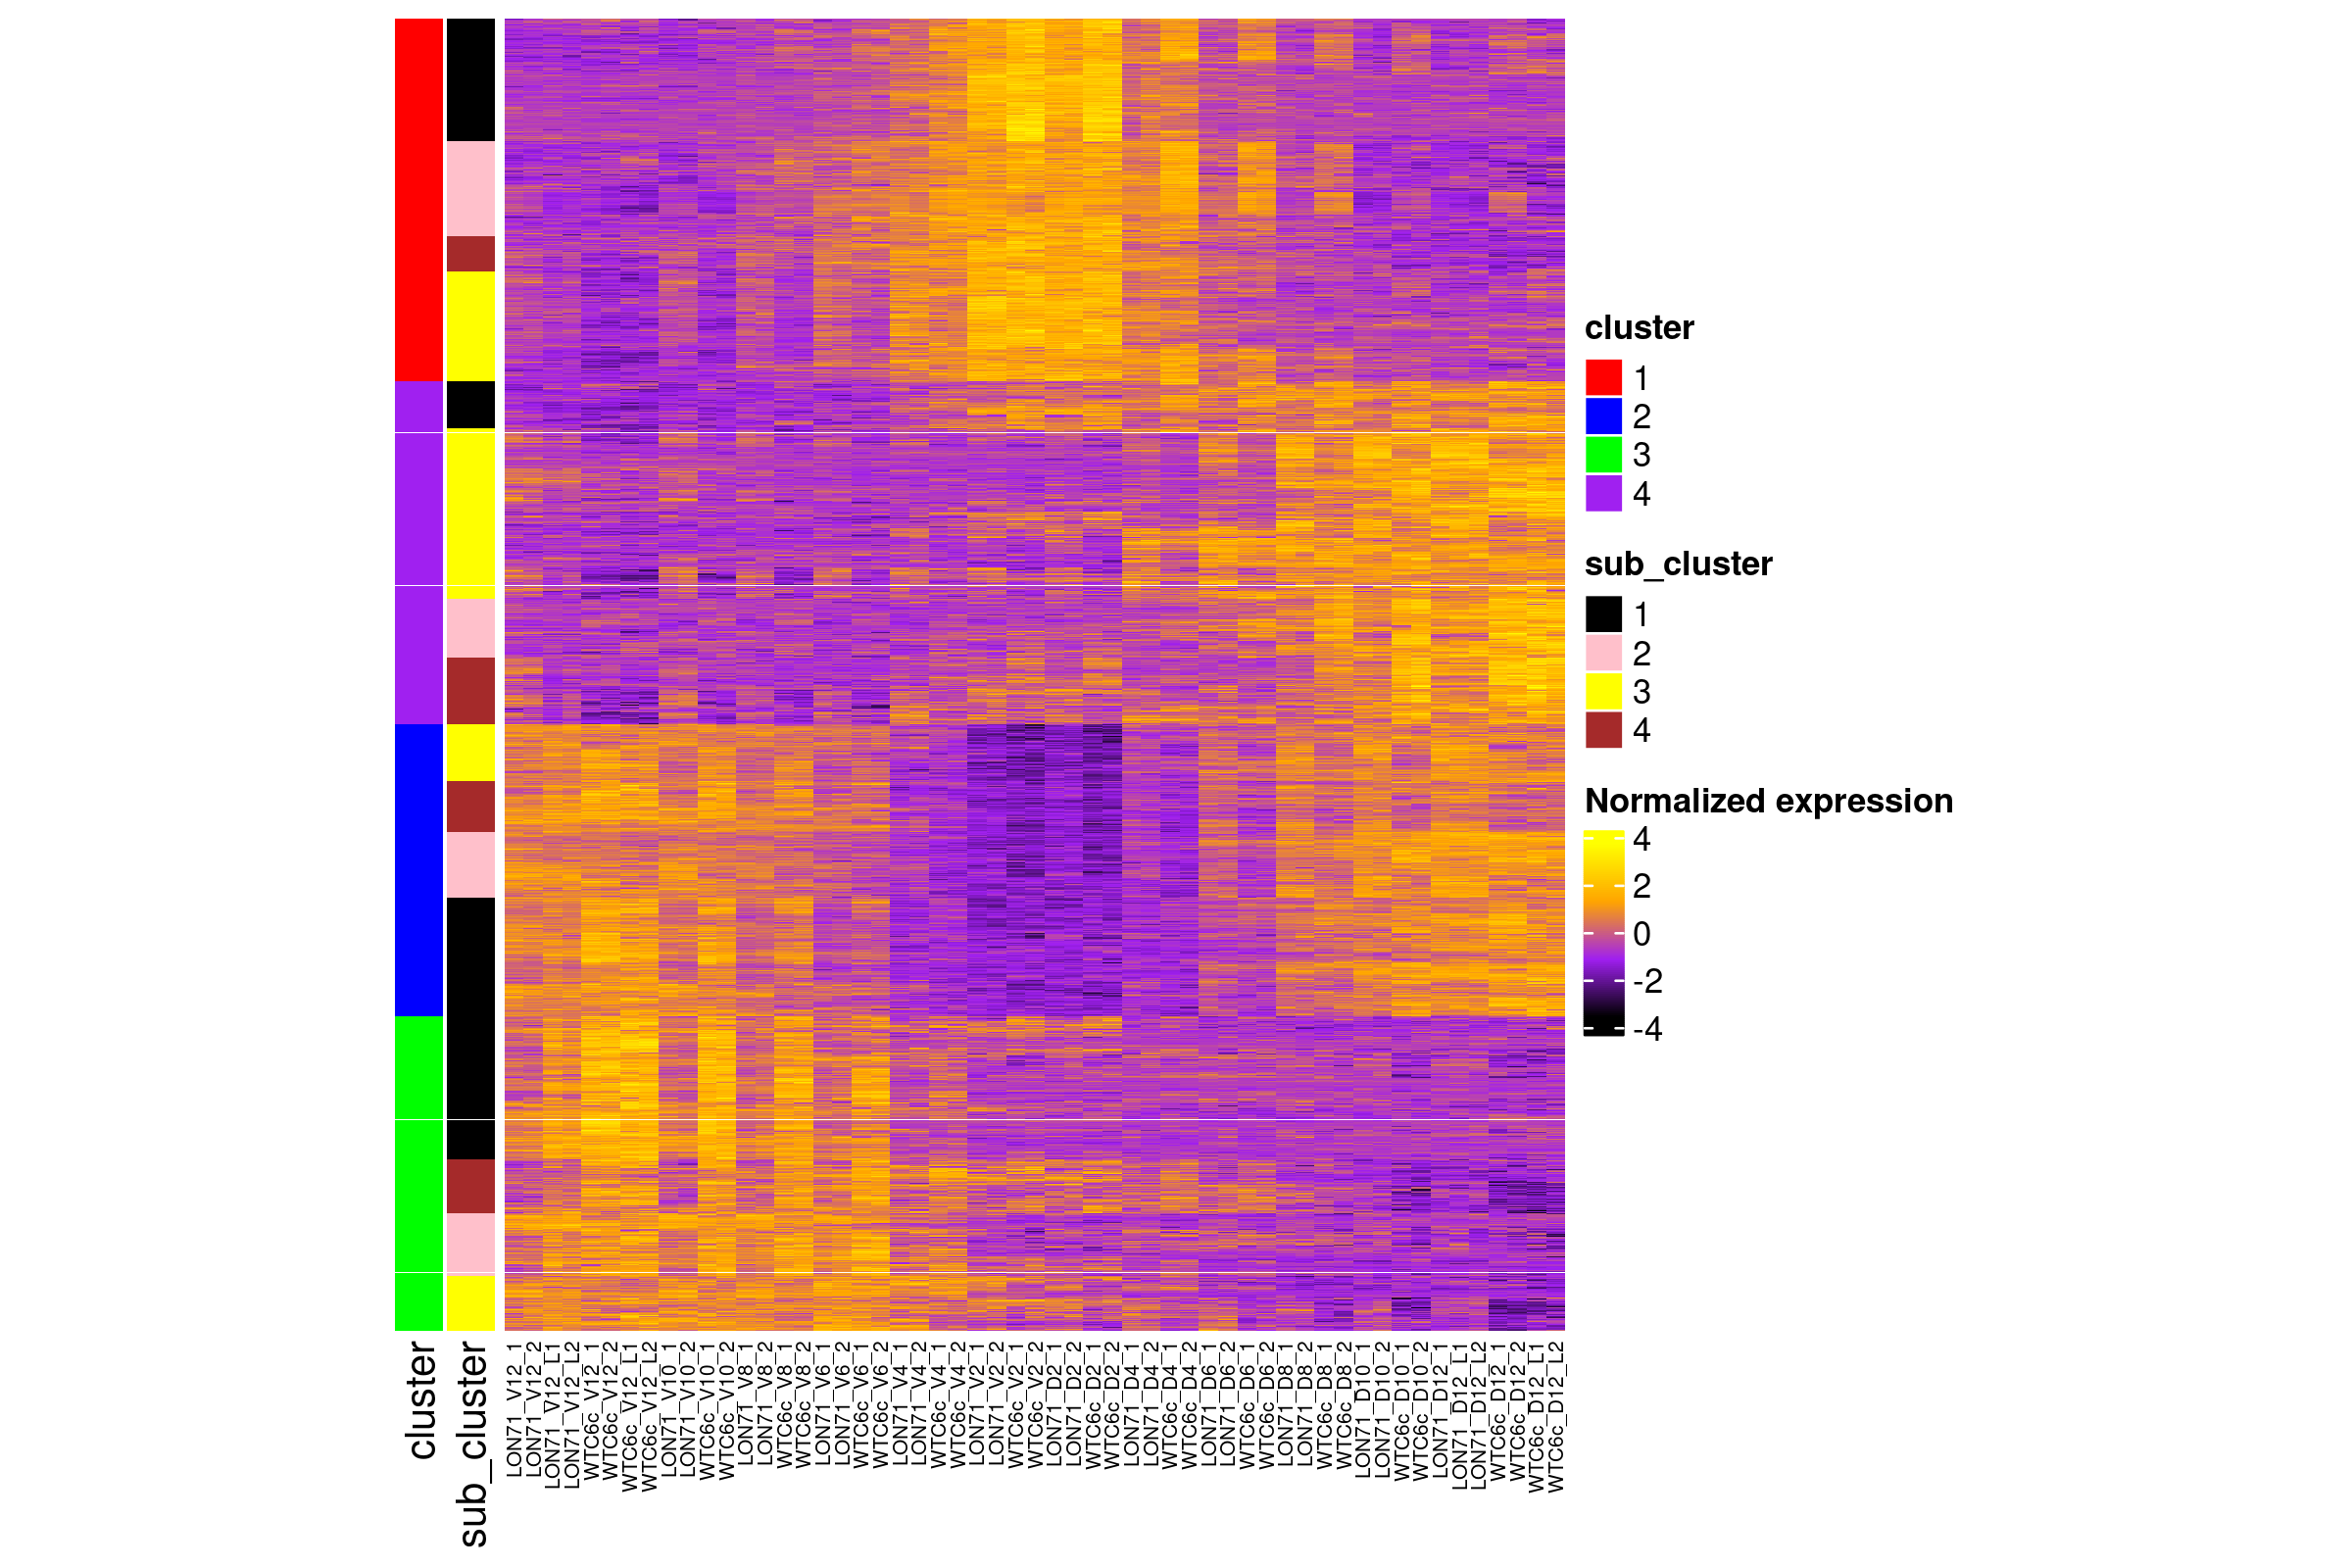 cluster
1
2
3
4
sub_cluster
1
2
3
4
Normalized expression
4
2
0
-2
-4
cluster
sub_cluster
LON71_V12_1
LON71_V12_2
LON71_V12_L1
LON71_V12_L2
WTC6c_V12_1
WTC6c_V12_2
WTC6c_V12_L1
WTC6c_V12_L2
LON71_V10_1
LON71_V10_2
WTC6c_V10_1
WTC6c_V10_2
LON71_V8_1
LON71_V8_2
WTC6c_V8_1
WTC6c_V8_2
LON71_V6_1
LON71_V6_2
WTC6c_V6_1
WTC6c_V6_2
LON71_V4_1
LON71_V4_2
WTC6c_V4_1
WTC6c_V4_2
LON71_V2_1
LON71_V2_2
WTC6c_V2_1
WTC6c_V2_2
LON71_D2_1
LON71_D2_2
WTC6c_D2_1
WTC6c_D2_2
LON71_D4_1
LON71_D4_2
WTC6c_D4_1
WTC6c_D4_2
LON71_D6_1
LON71_D6_2
WTC6c_D6_1
WTC6c_D6_2
LON71_D8_1
LON71_D8_2
WTC6c_D8_1
WTC6c_D8_2
LON71_D10_1
LON71_D10_2
WTC6c_D10_1
WTC6c_D10_2
LON71_D12_1
LON71_D12_L1
LON71_D12_L2
WTC6c_D12_1
WTC6c_D12_2
WTC6c_D12_L1
WTC6c_D12_L2